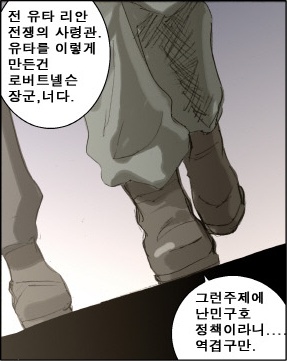 전 유타 리안
전쟁의 사령관.
유타를 이렇게
만든건
로버트넬슨
장군,너다.
그런주제에
난민구호
정책이라니....
역겹구만.